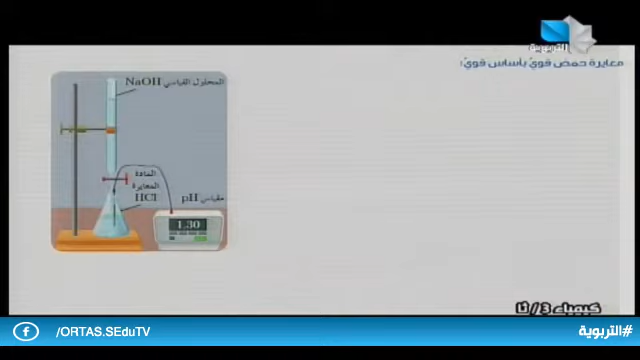 التربوية
معايرة حمض قويّ بأساس قويّ:
المحلول القياسي NaOH
المادة
المعايرة
HCl
مقياس pH
1.30
كيمياء 3 / ثا
/ORTAS.SEduTV
#التربوية